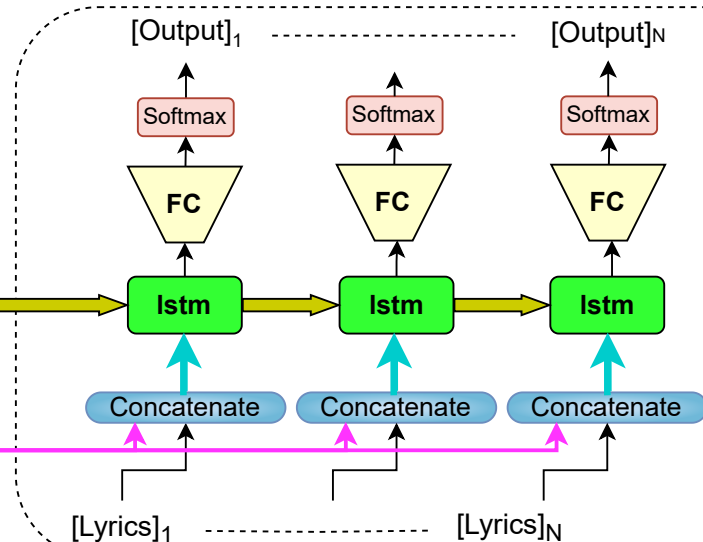 [Output]1 [Output]N
Softmax Softmax Softmax
FC FC FC
lstm lstm lstm
Concatenate Concatenate Concatenate
[Lyrics]1 [Lyrics]N